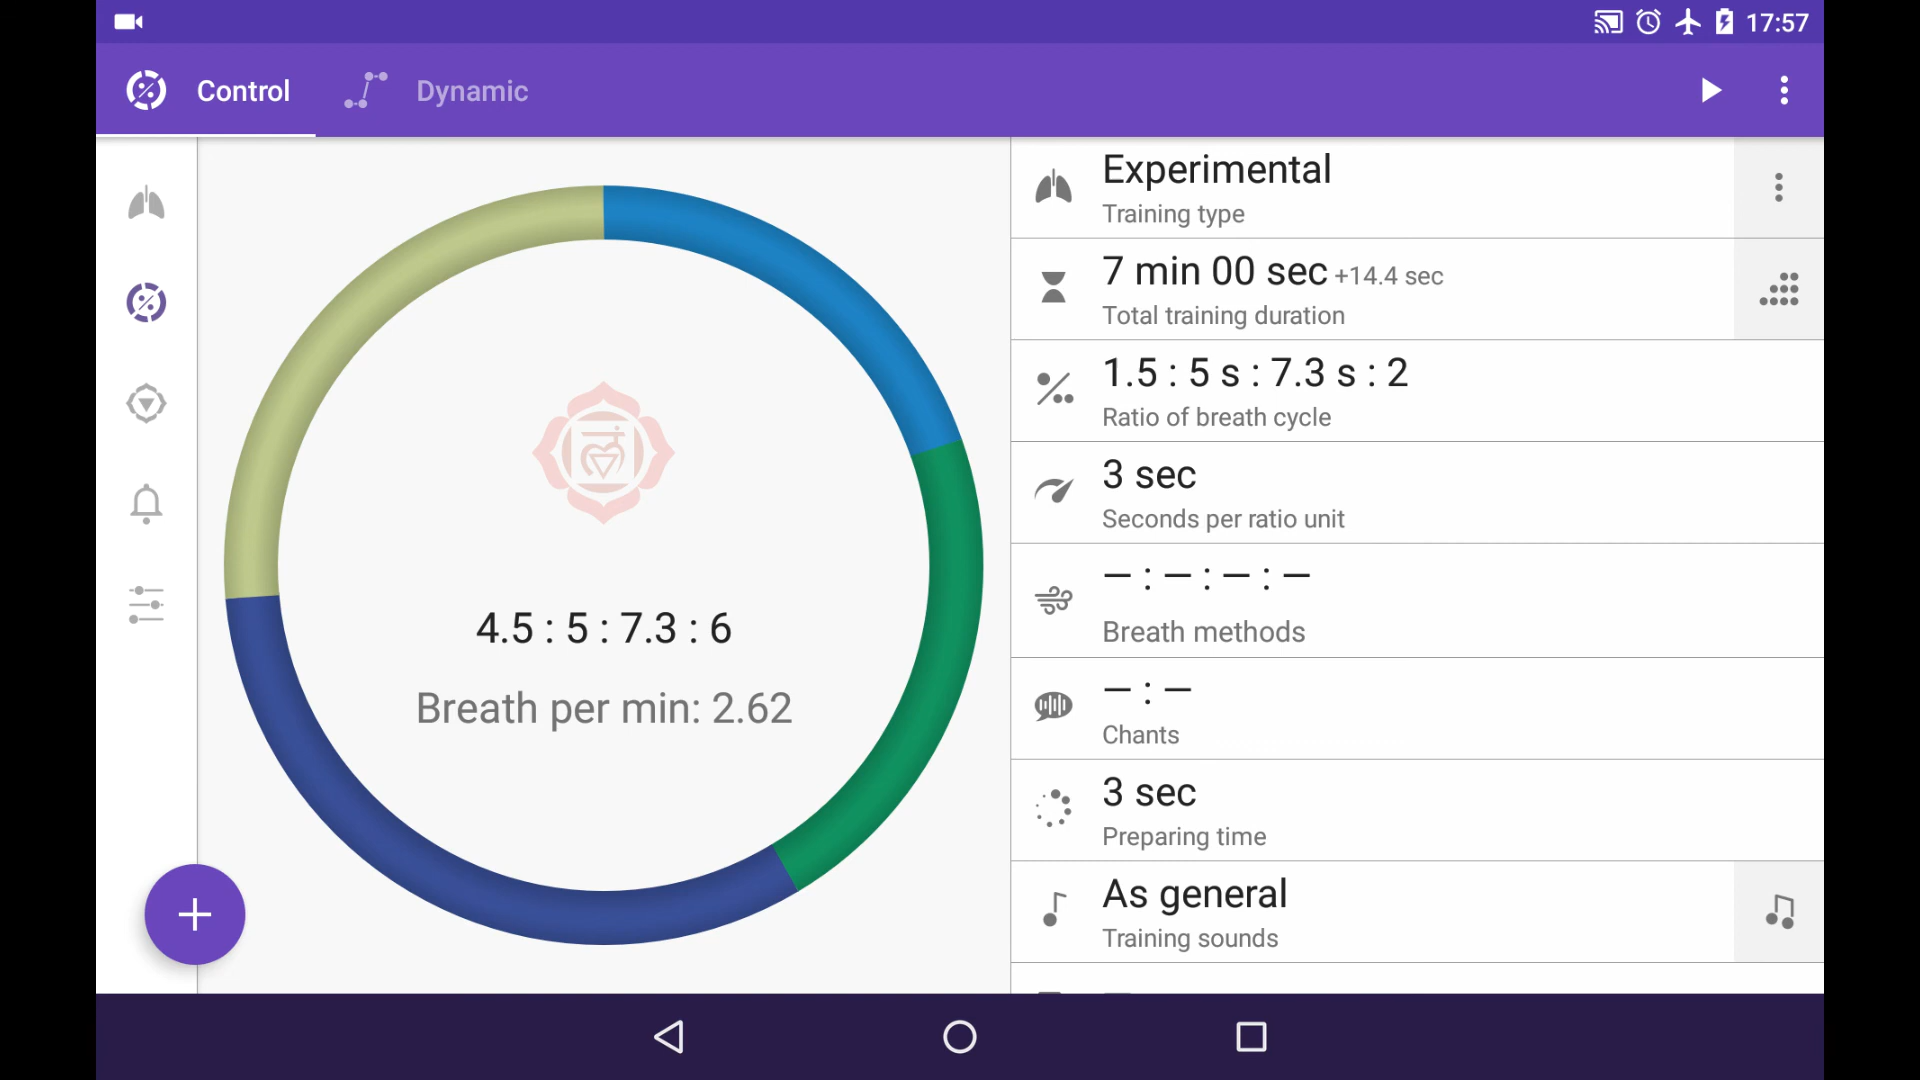 17:57
Control
Dynamic
Experimental
Training type
7 min 00 sec +14.4 sec
Total training duration
1.5 : 5 s : 7.3 s : 2
Ratio of breath cycle
3 sec
Seconds per ratio unit
– : – : – : –
Breath methods
– : –
Chants
3 sec
Preparing time
As general
Training sounds
लं
4.5 : 5 : 7.3 : 6
Breath per min: 2.62